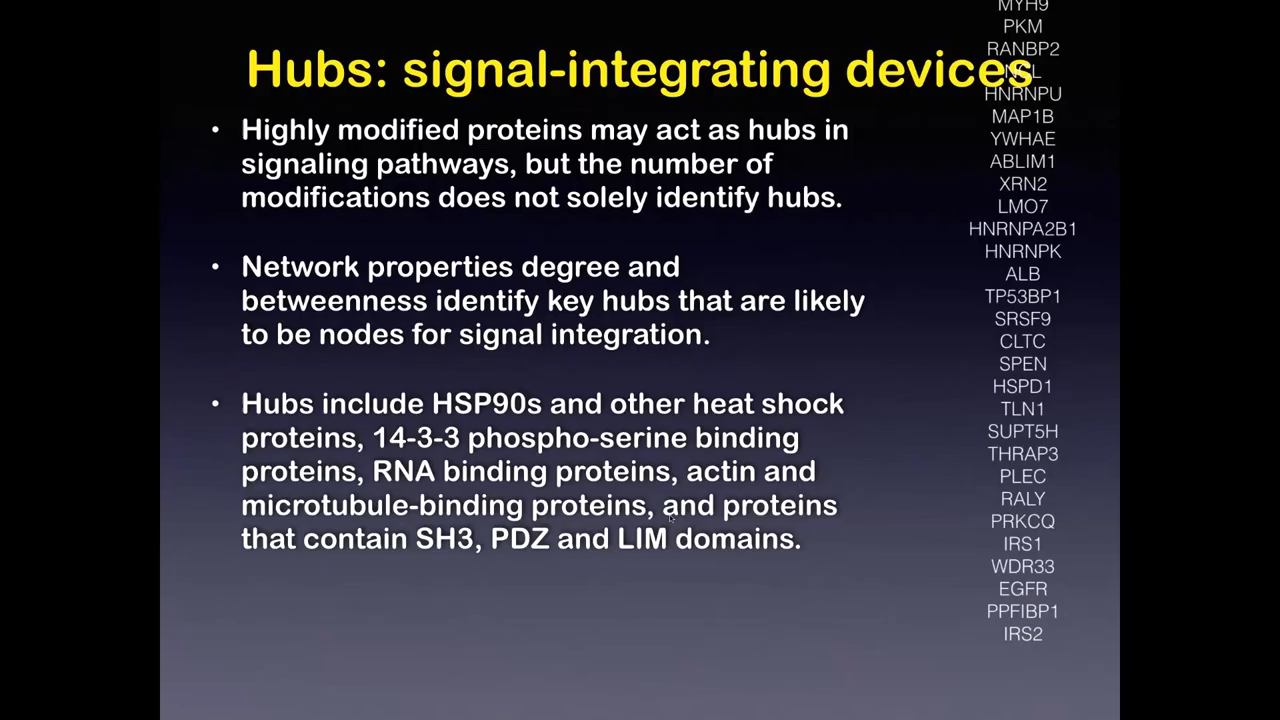 Hubs: signal-integrating devices
• Highly modified proteins may act as hubs in
signaling pathways, but the number of
modifications does not solely identify hubs.
• Network properties degree and
betweenness identify key hubs that are likely
to be nodes for signal integration.
• Hubs include HSP90s and other heat shock
proteins, 14-3-3 phospho-serine binding
proteins, RNA binding proteins, actin and
microtubule-binding proteins, and proteins
that contain SH3, PDZ and LIM domains.
MYH9
PKM
RANBP2
HNRNPU
MAP1B
YWHAE
ABLIM1
XRN2
LMO7
HNRNPA2B1
HNRNPK
ALB
TP53BP1
SRSF9
CLTC
SPEN
HSPD1
TLN1
SUPT5H
THRAP3
PLEC
RALY
PRKCQ
IRS1
WDR33
EGFR
PPFIBP1
IRS2